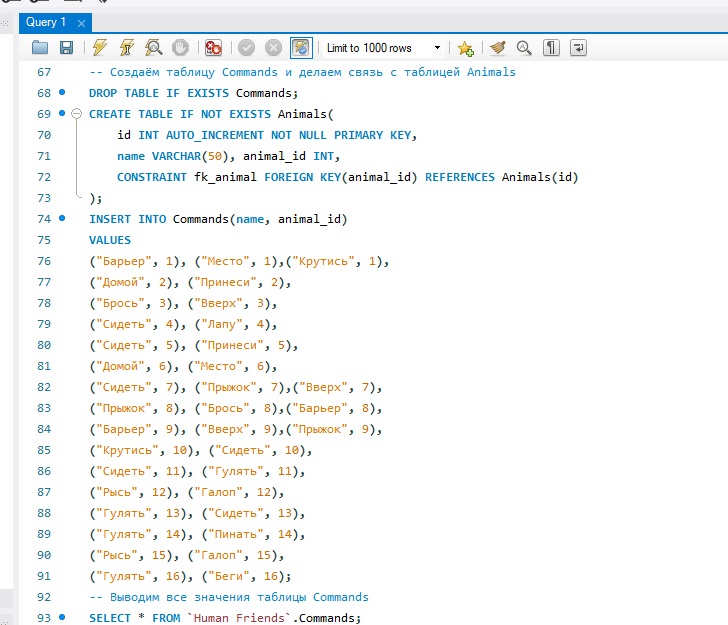 Query 1
Limit to 1000 rows
67 -- Создаём таблицу Commands и делаем связь с таблицей Animals
68 DROP TABLE IF EXISTS Commands;
69 CREATE TABLE IF NOT EXISTS Animals(
70 id INT AUTO_INCREMENT NOT NULL PRIMARY KEY,
71 name VARCHAR(50), animal_id INT,
72 CONSTRAINT fk_animal FOREIGN KEY(animal_id) REFERENCES Animals(id)
73 );
74 INSERT INTO Commands(name, animal_id)
75 VALUES
76 ("Барьер", 1), ("Место", 1),("Крутись", 1),
77 ("Домой", 2), ("Принеси", 2),
78 ("Брось", 3), ("Вверх", 3),
79 ("Сидеть", 4), ("Лапу", 4),
80 ("Сидеть", 5), ("Принеси", 5),
81 ("Домой", 6), ("Место", 6),
82 ("Сидеть", 7), ("Прыжок", 7),("Вверх", 7),
83 ("Прыжок", 8), ("Брось", 8),("Барьер", 8),
84 ("Барьер", 9), ("Вверх", 9),("Прыжок", 9),
85 ("Крутись", 10), ("Сидеть", 10),
86 ("Сидеть", 11), ("Гулять", 11),
87 ("Рысь", 12), ("Галоп", 12),
88 ("Гулять", 13), ("Сидеть", 13),
89 ("Гулять", 14), ("Пинать", 14),
90 ("Рысь", 15), ("Галоп", 15),
91 ("Гулять", 16), ("Беги", 16);
92 -- Выводим все значения таблицы Commands
93 SELECT * FROM `Human Friends`.Commands;